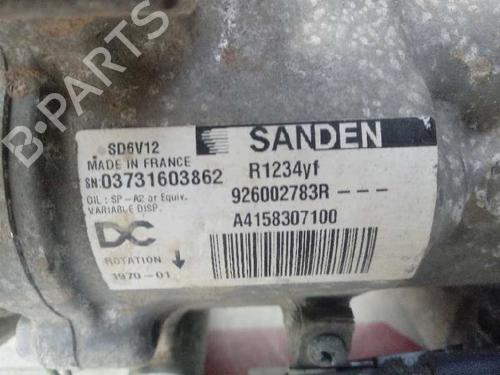 B-PARTS
SD6V12
MADE IN FRANCE
SN:03731603862
OIL : SP-A2 or Equiv.
VARIABLE DISP.
DC
ROTATION ↓
1970-01
SANDEN
R1234yf
926002783R---
A4158307100